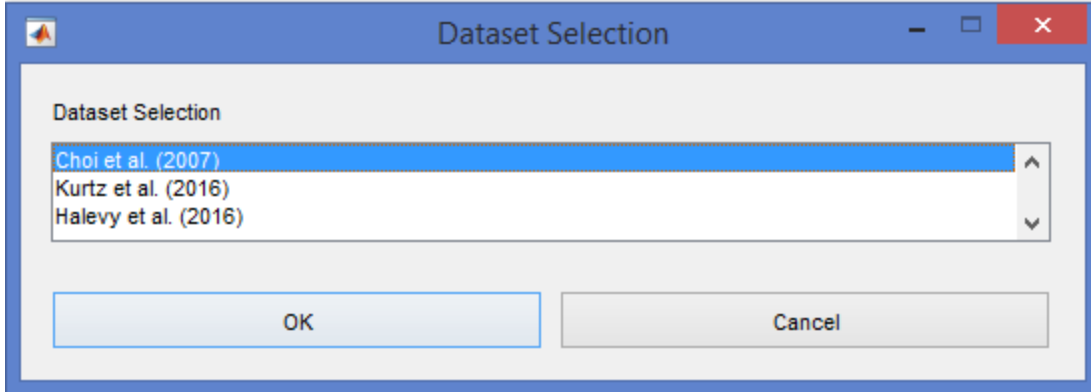 Dataset Selection
Dataset Selection
Choi et al. (2007)
Kurtz et al. (2016)
Halevy et al. (2016)
OK
Cancel